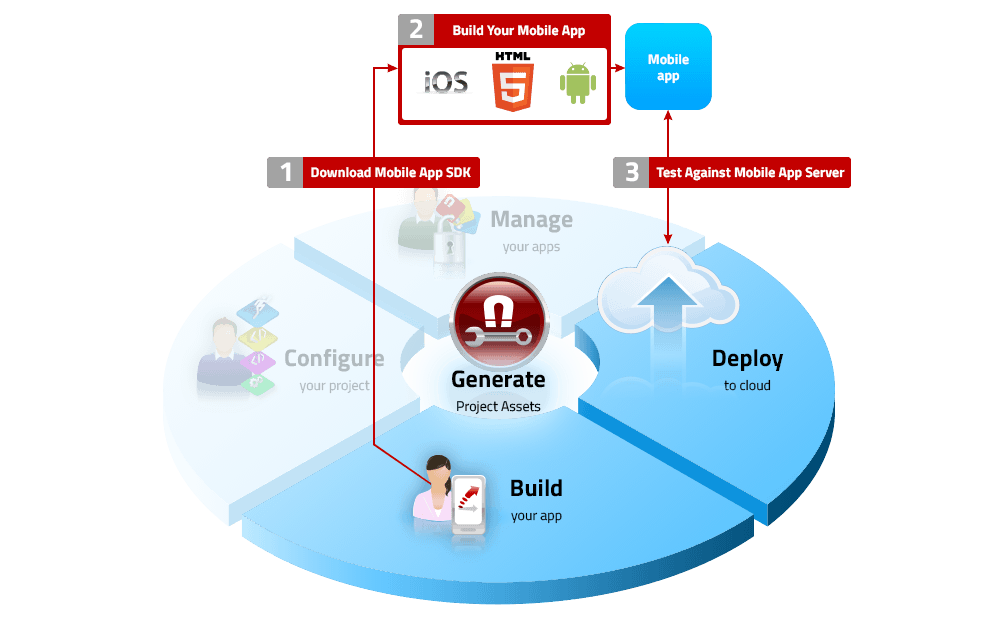 2 Build Your Mobile App
iOS
HTML
5
Mobile
app
1 Download Mobile App SDK
3 Test Against Mobile App Server
Manage
your apps
Configure
your project
Generate
Project Assets
Deploy
to cloud
Build
your app